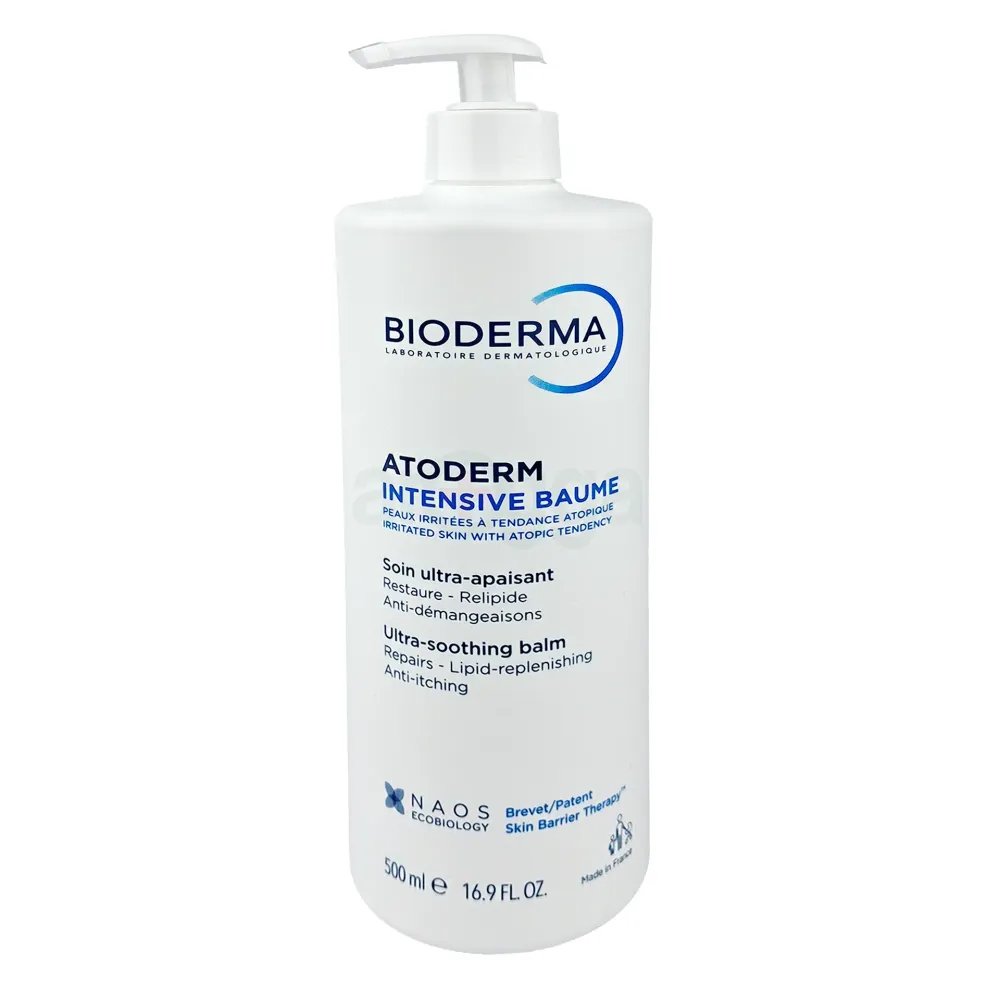 BIODERMA
LABORATOIRE DERMATOLOGIQUE
ATODERM
INTENSIVE BAUME
PEAUX IRRITÉES À TENDANCE ATOPIQUE
IRRITATED SKIN WITH ATOPIC TENDENCY
Soin ultra-apaisant
Restaure - Relipide
Anti-démangeaisons
Ultra-soothing balm
Repairs - Lipid-replenishing
Anti-itching
NAOS
ECOBIOLOGY
Brevet/Patent
Skin Barrier Therapy™
Made in France
500 ml e 16.9 FL. OZ.